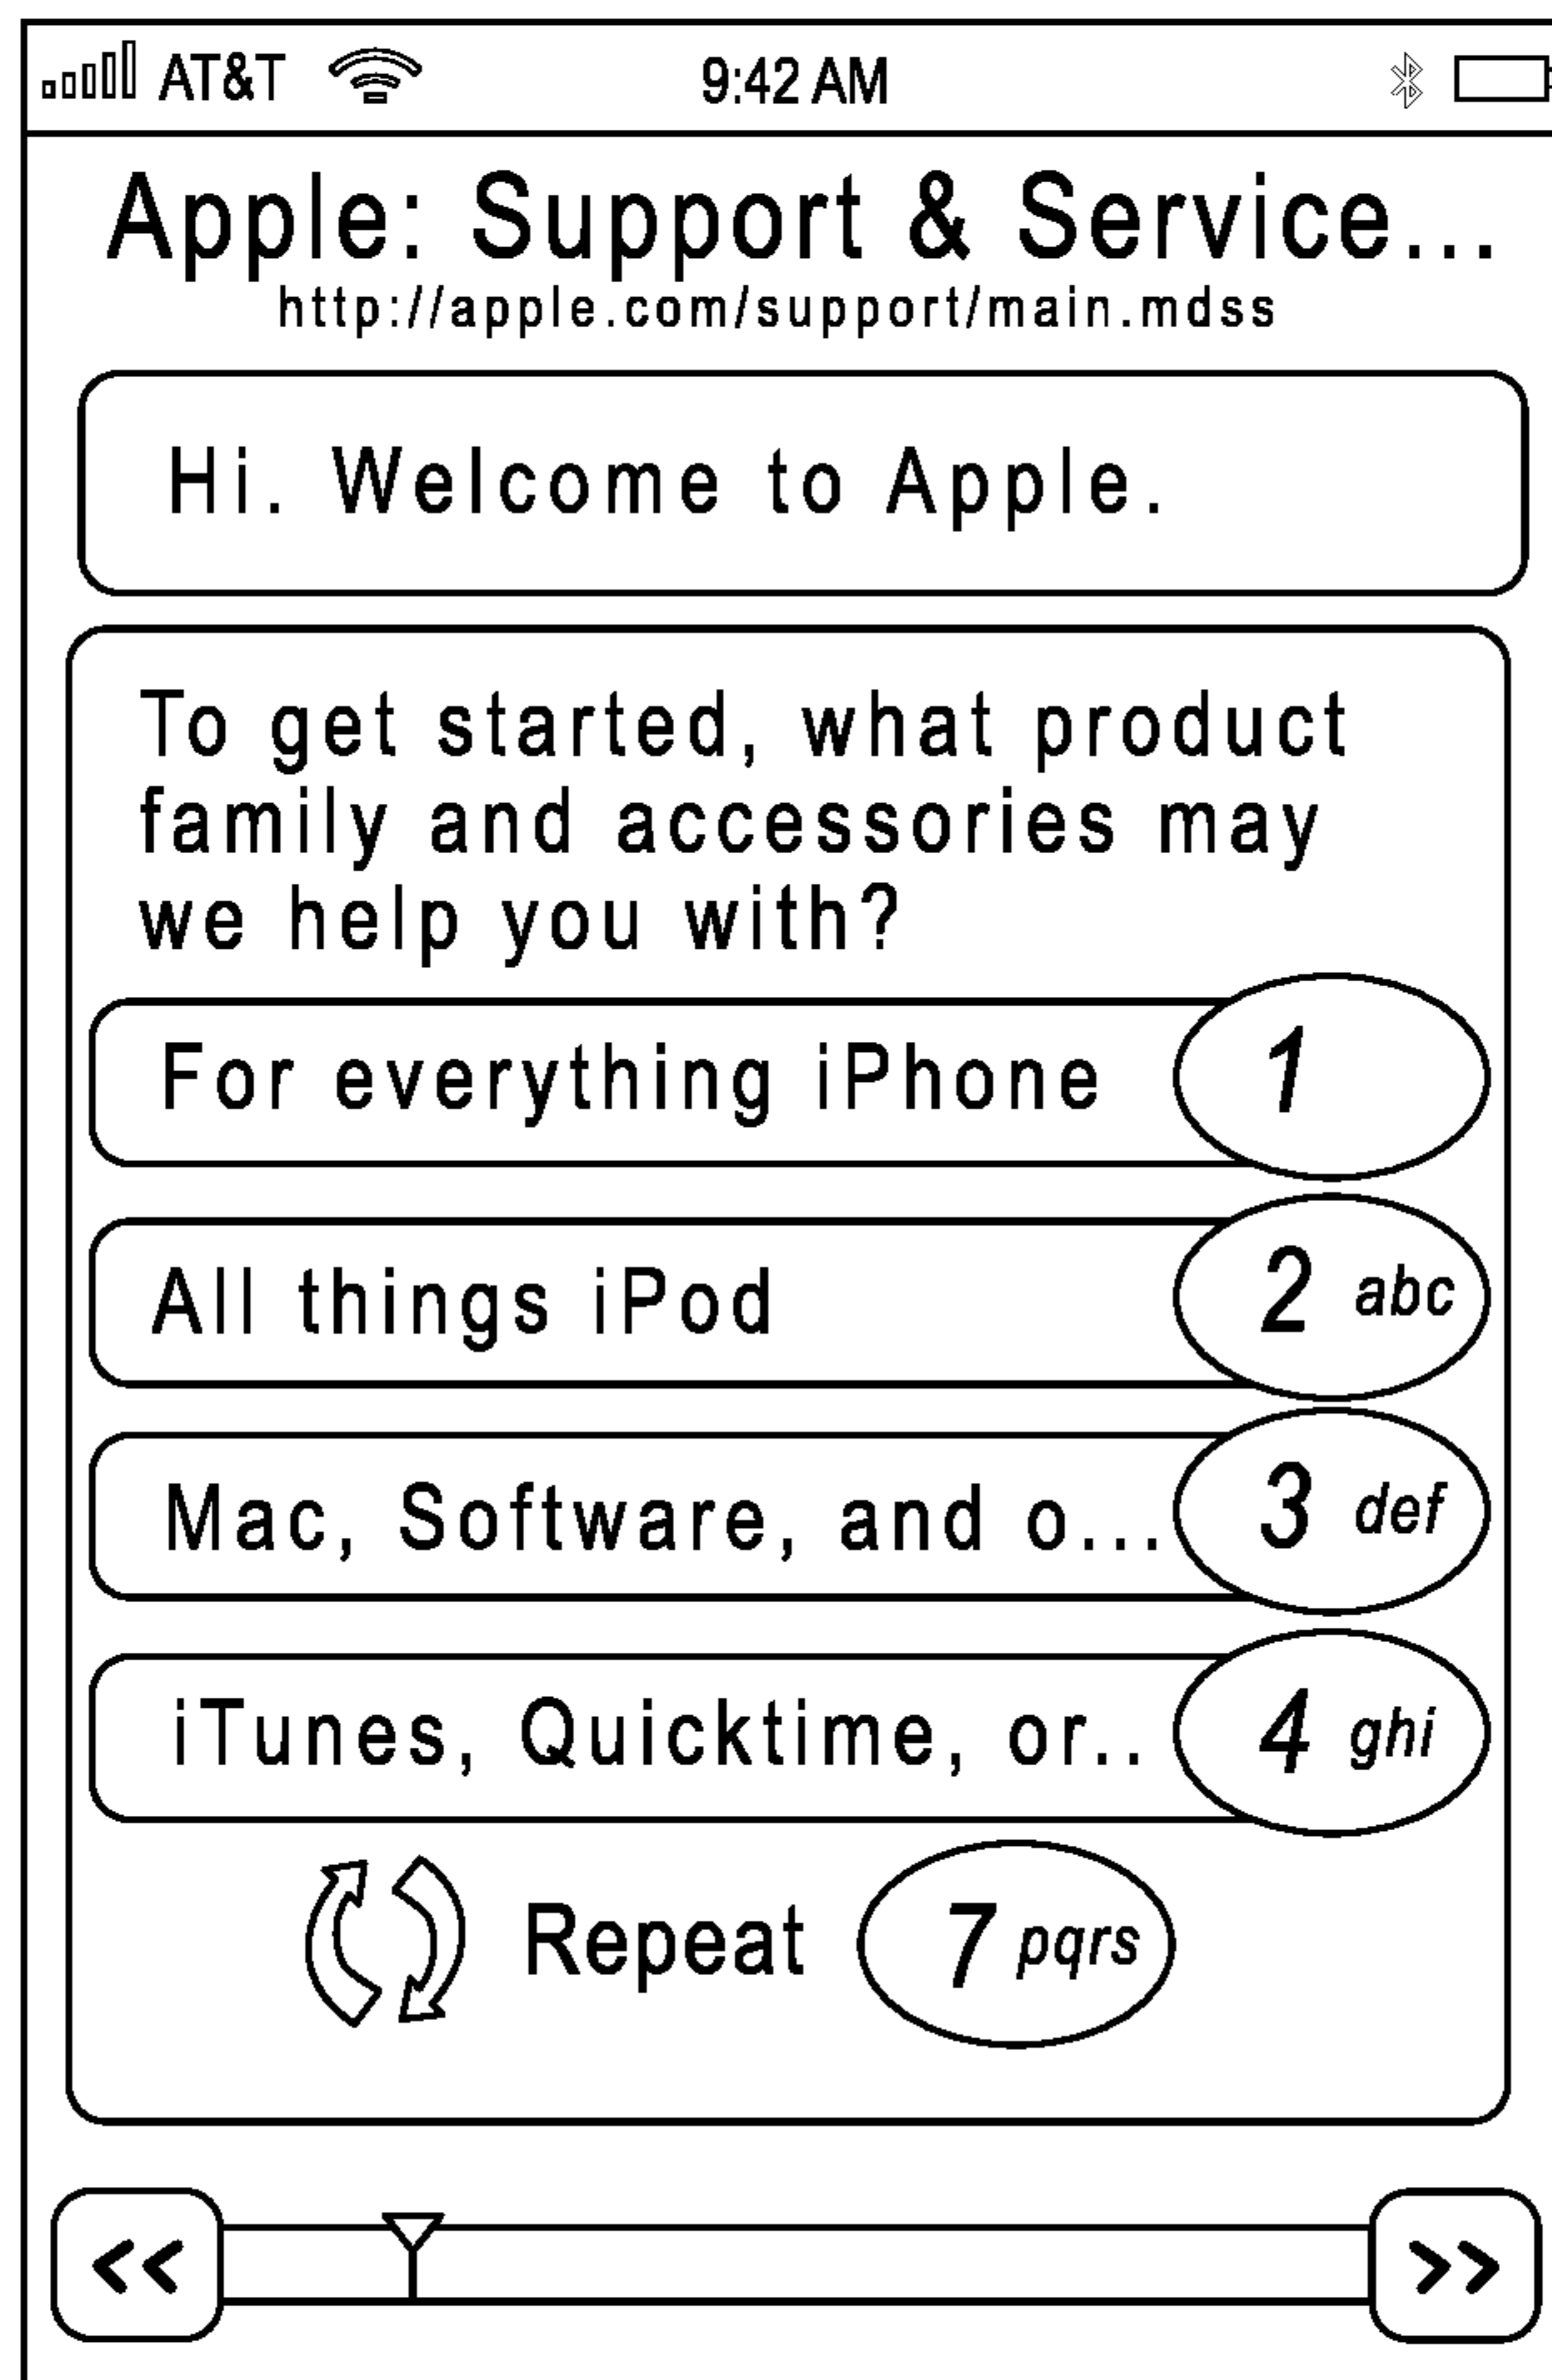 AT&T 9:42 AM
Apple: Support & Service...
http://apple.com/support/main.mdss
Hi. Welcome to Apple.
To get started, what product
family and accessories may
we help you with?
For everything iPhone 1
All things iPod 2 abc
Mac, Software, and o... 3 def
iTunes, Quicktime, or.. 4 ghi
Repeat 7 pqrs
<< >>